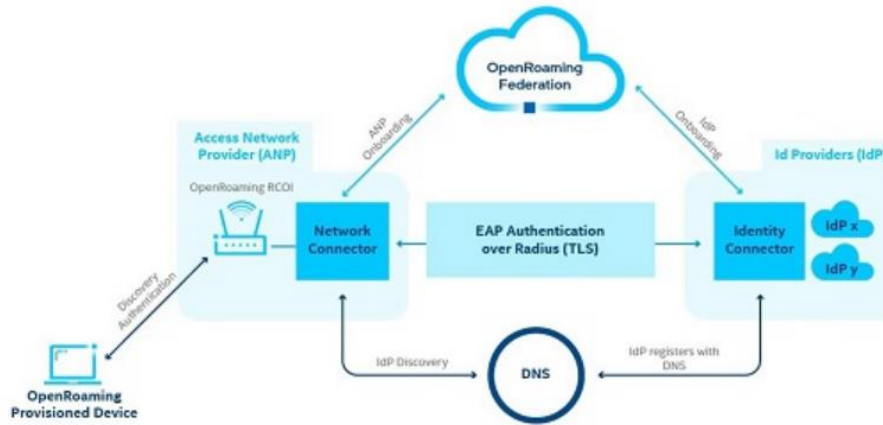 OpenRoaming
Federation
ANP
Onboarding
IdP
Onboarding
Access Network
Provider (ANP)
Id Providers (IdP
OpenRoaming RCOI
Network
Connector
EAP Authentication
over Radius (TLS)
Identity
Connector
IdP x
IdP y
Discovery
Authentication
IdP Discovery
DNS
IdP registers with
DNS
OpenRoaming
Provisioned Device